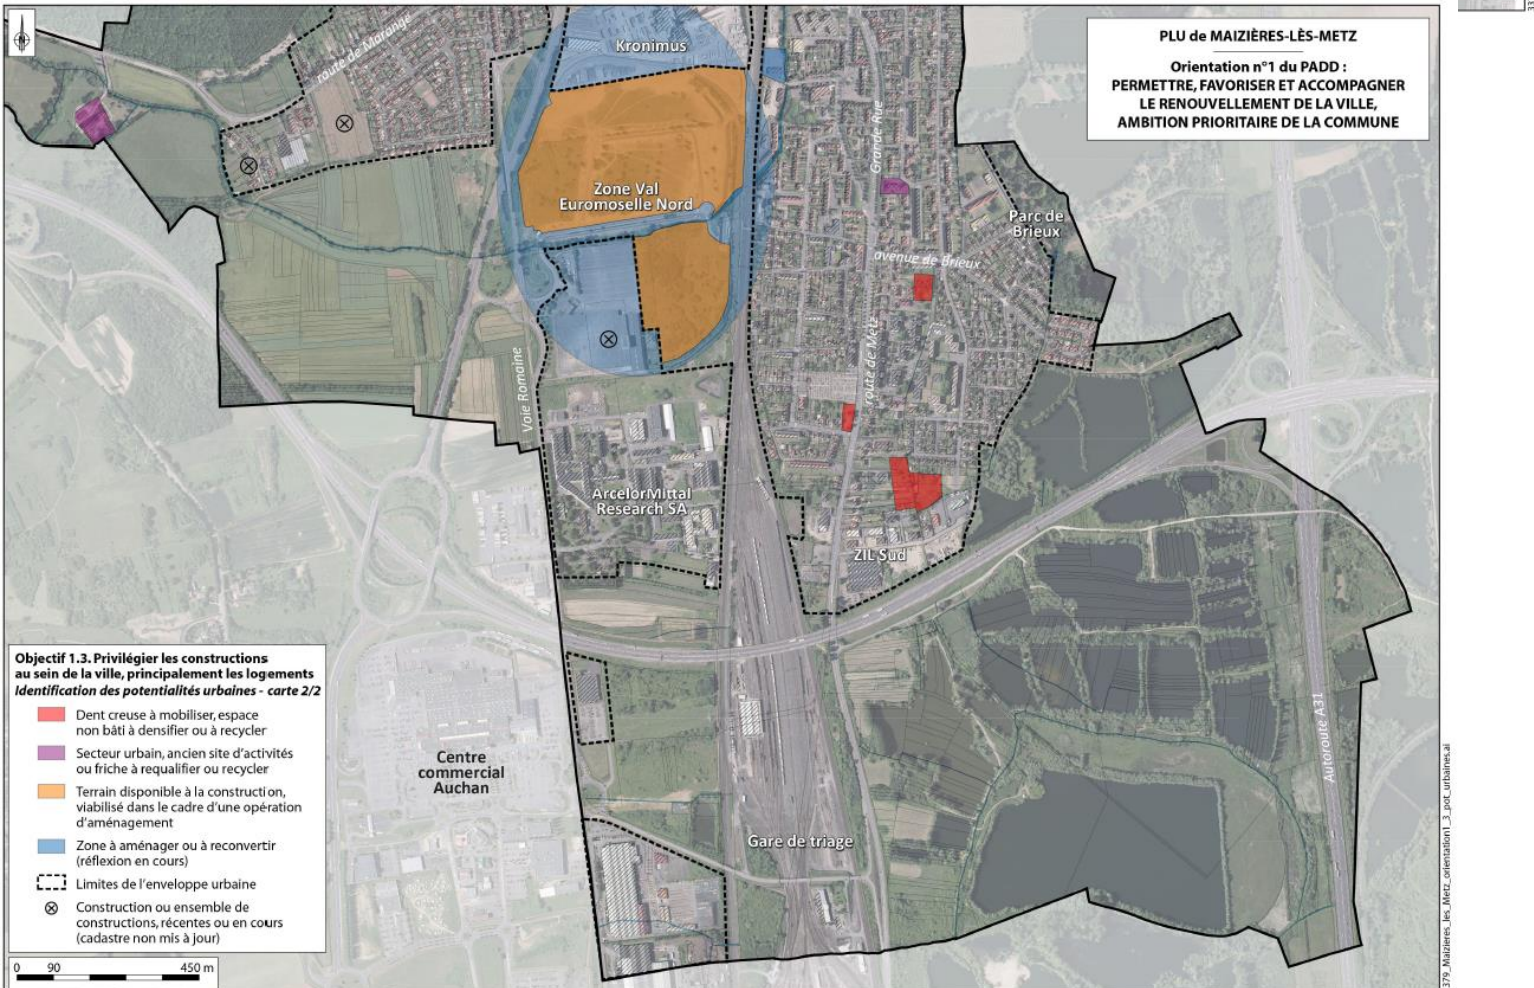 PLU de MAIZIÈRES-LÈS-METZ
Orientation n°1 du PADD :
PERMETTRE, FAVORISER ET ACCOMPAGNER
LE RENOUVELLEMENT DE LA VILLE,
AMBITION PRIORITAIRE DE LA COMMUNE
route de Marange
Kronimus
Grande Rue
Zone Val
Euromoselle Nord
Parc de
Brieux
avenue de Brieux
route de Metz
Voie Romaine
ArcelorMittal
Research SA
ZIL Sud
Centre
commercial
Auchan
Gare de triage
Autoroute A31
Objectif 1.3. Privilégier les constructions
au sein de la ville, principalement les logements
Identification des potentialités urbaines - carte 2/2
Dent creuse à mobiliser, espace
non bâti à densifier ou à recycler
Secteur urbain, ancien site d'activités
ou friche à requalifier ou recycler
Terrain disponible à la construction,
viabilisé dans le cadre d'une opération
d'aménagement
Zone à aménager ou à reconvertir
(réflexion en cours)
Limites de l'enveloppe urbaine
Construction ou ensemble de
constructions, récentes ou en cours
(cadastre non mis à jour)
0 90 450 m
379_Maizieres_les_Metz_orientation1_3_pot_urbaines.ai